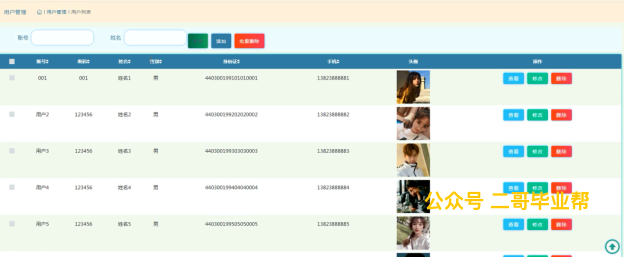 用户管理 | 用户管理 / 用户列表
账号 姓名 添加 批量删除
账号 密码 姓名 性别 身份证 手机 头像 操作
001 001 姓名1 男 440300199101010001 13823888881 查看 修改 删除
用户2 123456 姓名2 男 440300199202020002 13823888882 查看 修改 删除
用户3 123456 姓名3 男 440300199303030003 13823888883 查看 修改 删除
用户4 123456 姓名4 男 440300199404040004 13823888884 查看 修改 删除
公众号 二哥毕业帮
用户5 123456 姓名5 男 440300199505050005 13823888885 查看 修改 删除